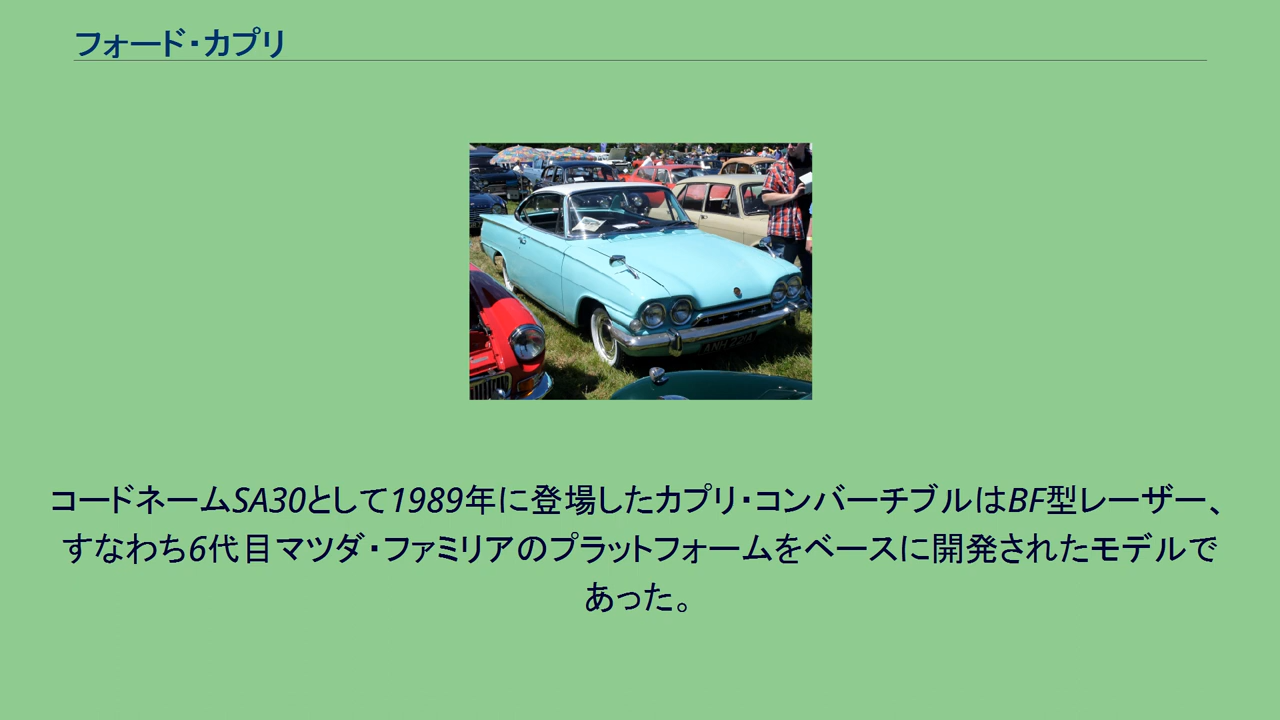 フォード・カプリ
コードネームSA30として1989年に登場したカプリ・コンバーチブルはBF型レーザー、
すなわち6代目マツダ・ファミリアのプラットフォームをベースに開発されたモデルで
あった。